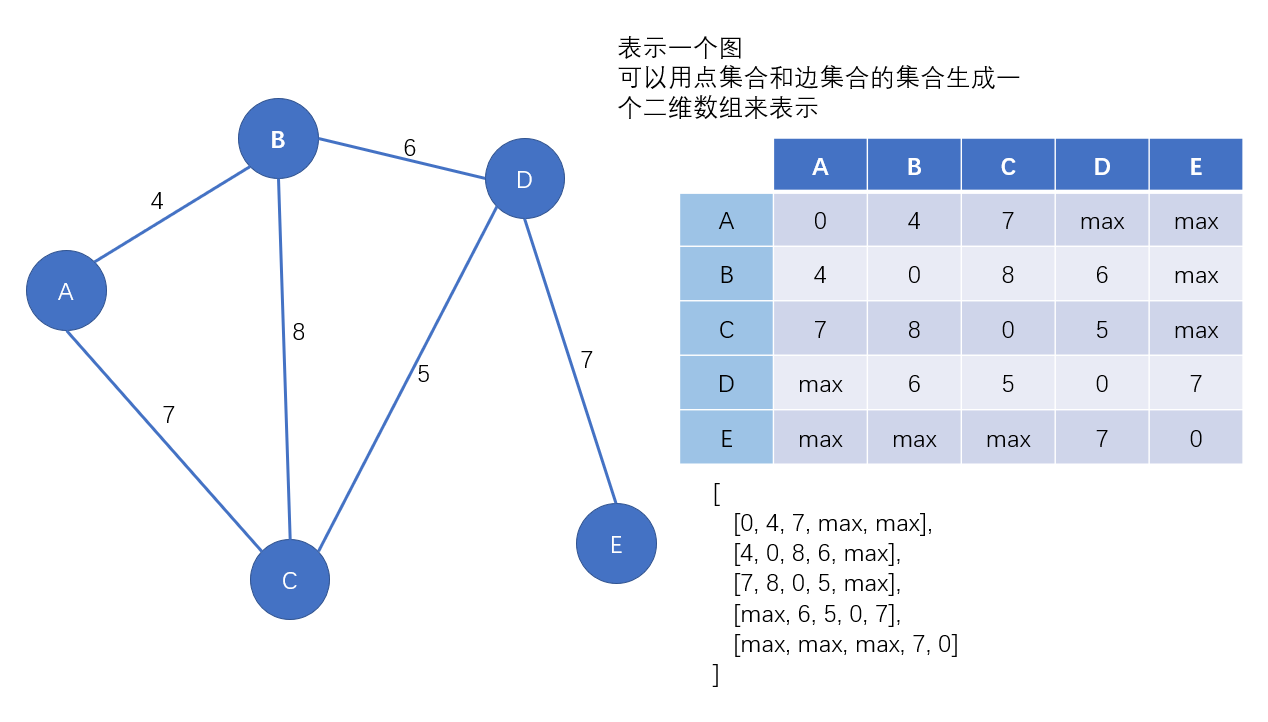 表示一个图
可以用点集合和边集合的集合生成一
个二维数组来表示
B
6
D
4
A
8
5
7
7
C
E
A B C D E
A 0 4 7 max max
B 4 0 8 6 max
C 7 8 0 5 max
D max 6 5 0 7
E max max max 7 0
[
[0, 4, 7, max, max],
[4, 0, 8, 6, max],
[7, 8, 0, 5, max],
[max, 6, 5, 0, 7],
[max, max, max, 7, 0]
]